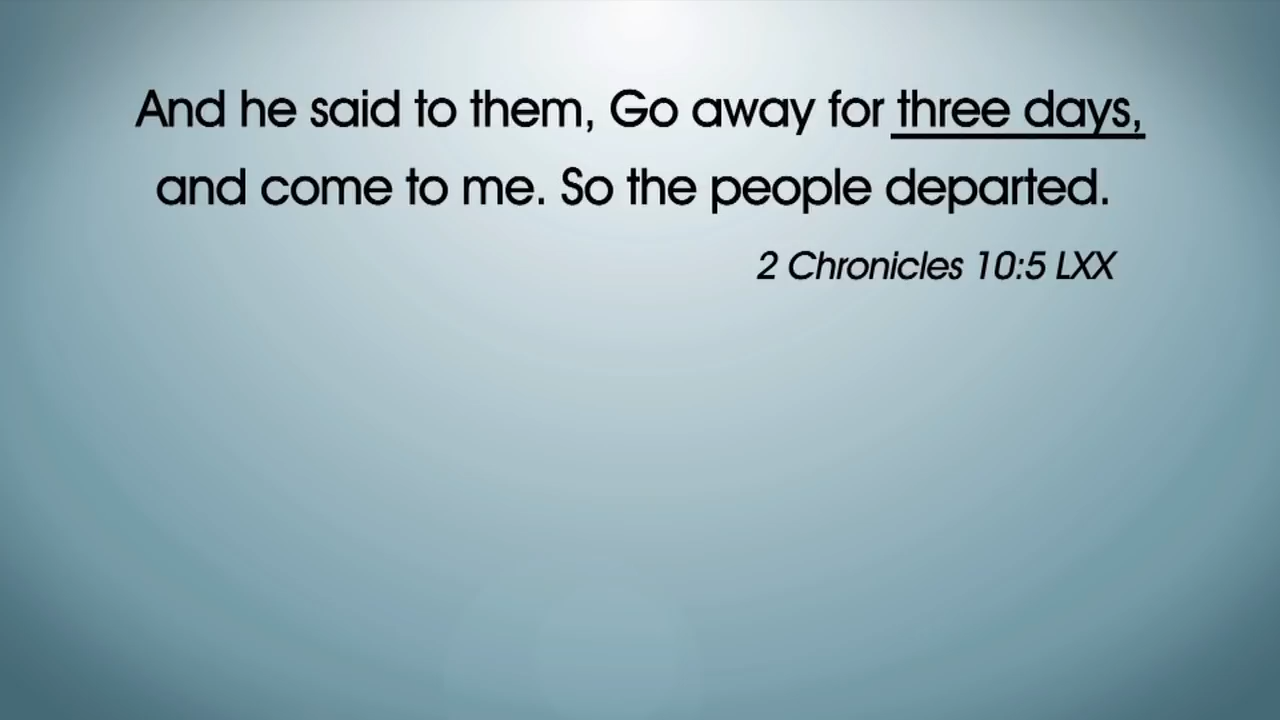 And he said to them, Go away for three days,
and come to me. So the people departed.
2 Chronicles 10:5 LXX